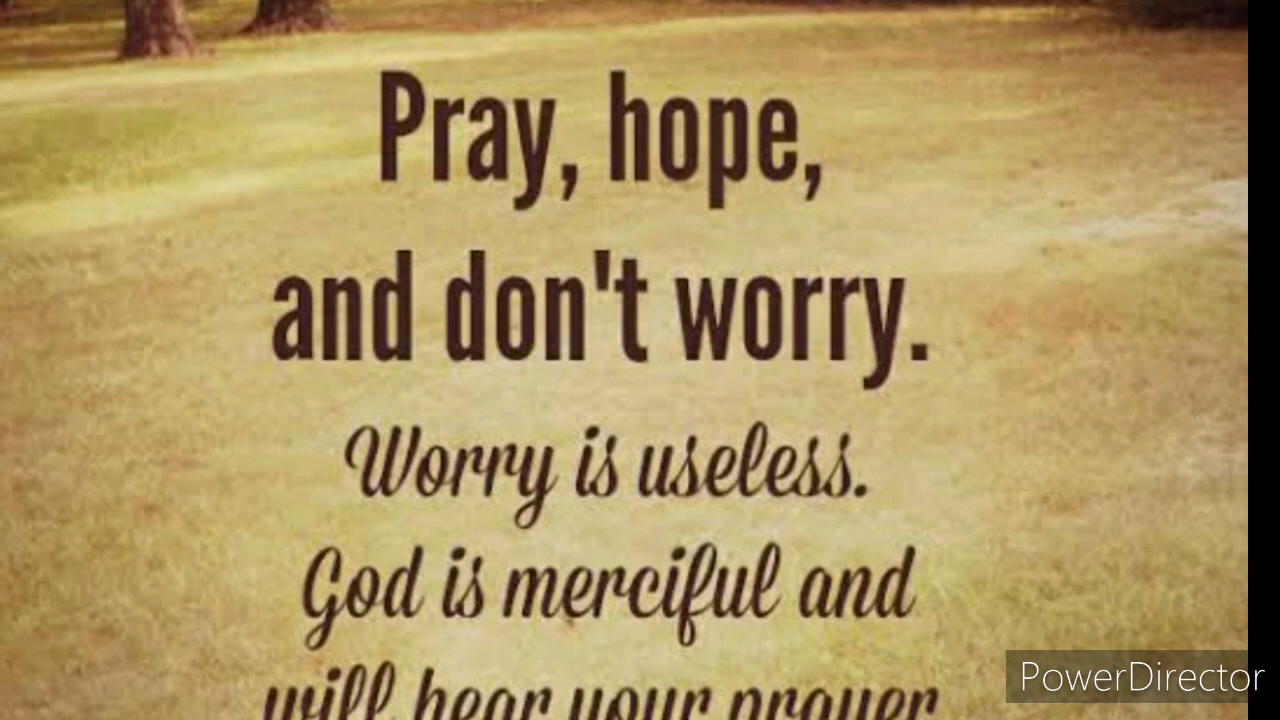 Pray, hope,
and don't worry.
Worry is useless.
God is merciful and
will hear your prayer
PowerDirector